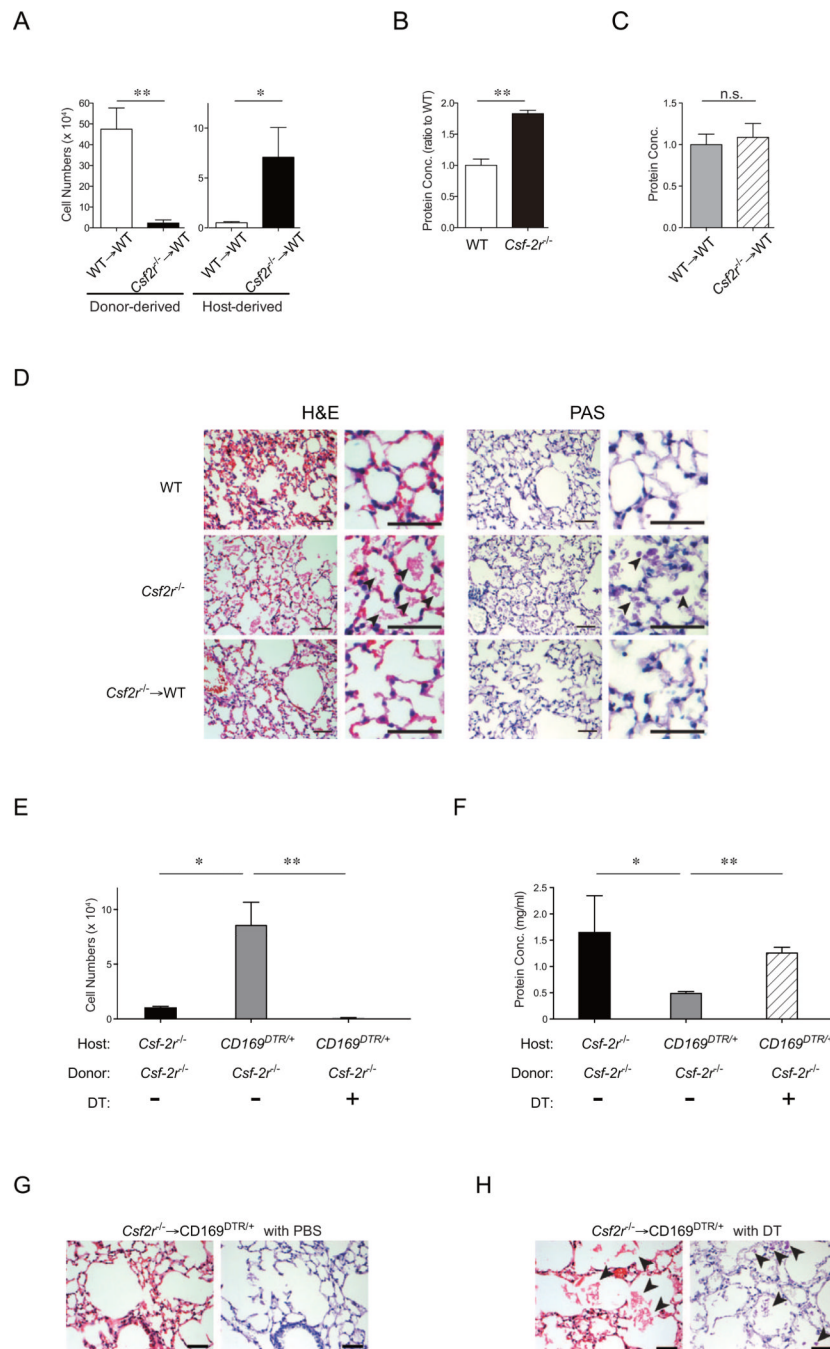 A
B
C
**
*
**
n.s.
Cell Numbers (x 10⁴)
60
50
40
30
20
10
0
10
5
0
WT→WT
Csf2r⁻/⁻→WT
WT→WT
Csf2r⁻/⁻→WT
Donor-derived
Host-derived
Protein Conc. (ratio to WT)
2.0
1.5
1.0
0.5
0.0
WT
Csf-2r⁻/⁻
Protein Conc.
1.5
1.0
0.5
0.0
WT→WT
Csf2r⁻/⁻→WT
D
H&E
PAS
WT
Csf2r⁻/⁻
Csf2r⁻/⁻→WT
E
F
*
**
*
**
Cell Numbers (x 10⁴)
10
5
0
Host: Csf-2r⁻/⁻ CD169ᴰᵀᴿ/⁺ CD169ᴰᵀᴿ/⁺
Donor: Csf-2r⁻/⁻ Csf-2r⁻/⁻ Csf-2r⁻/⁻
DT: - - +
Protein Conc. (mg/ml)
2.5
2.0
1.5
1.0
0.5
0
Host: Csf-2r⁻/⁻ CD169ᴰᵀᴿ/⁺ CD169ᴰᵀᴿ/⁺
Donor: Csf-2r⁻/⁻ Csf-2r⁻/⁻ Csf-2r⁻/⁻
DT: - - +
G
H
Csf2r⁻/⁻→CD169ᴰᵀᴿ/⁺ with PBS
Csf2r⁻/⁻→CD169ᴰᵀᴿ/⁺ with DT